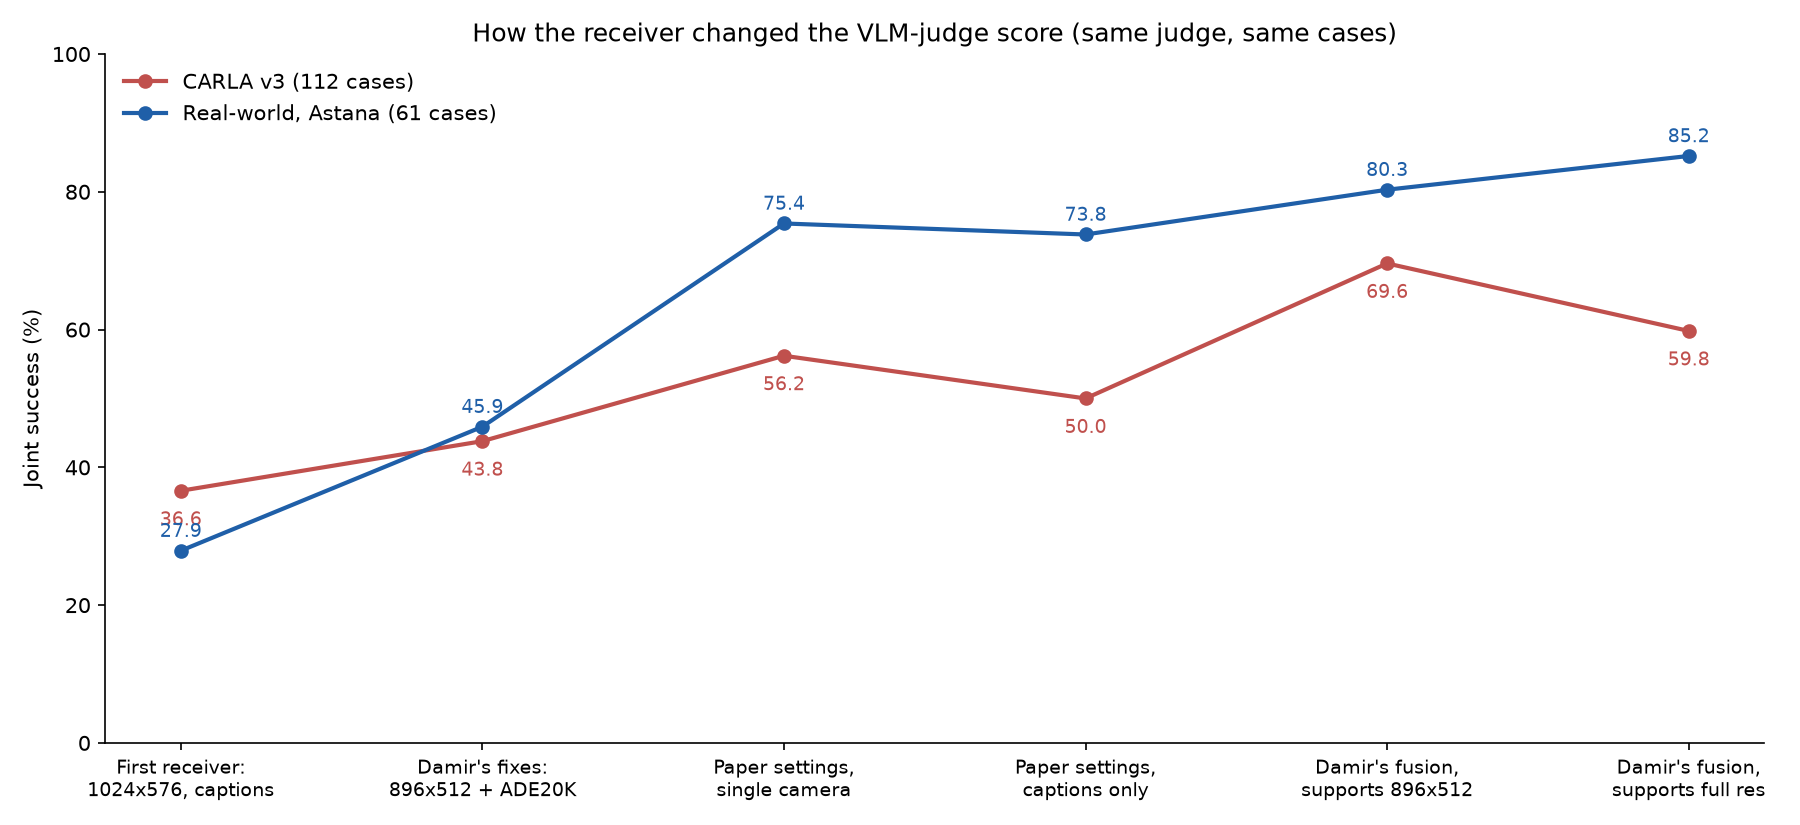 How the receiver changed the VLM-judge score (same judge, same cases)
CARLA v3 (112 cases)
Real-world, Astana (61 cases)
Joint success (%)
100
80
60
40
20
0
36.6
43.8
56.2
50.0
69.6
59.8
27.9
45.9
75.4
73.8
80.3
85.2
First receiver:
1024x576, captions
Damir's fixes:
896x512 + ADE20K
Paper settings,
single camera
Paper settings,
captions only
Damir's fusion,
supports 896x512
Damir's fusion,
supports full res